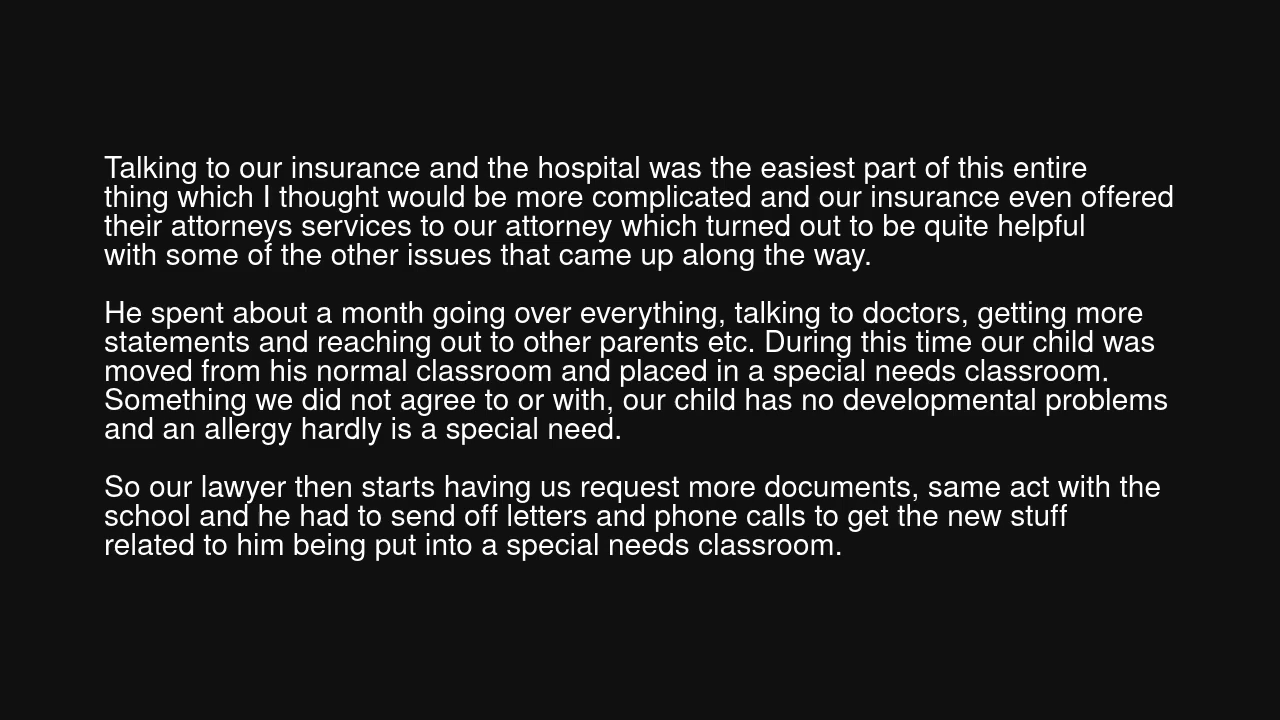 Talking to our insurance and the hospital was the easiest part of this entire
thing which I thought would be more complicated and our insurance even offered
their attorneys services to our attorney which turned out to be quite helpful
with some of the other issues that came up along the way.
He spent about a month going over everything, talking to doctors, getting more
statements and reaching out to other parents etc. During this time our child was
moved from his normal classroom and placed in a special needs classroom.
Something we did not agree to or with, our child has no developmental problems
and an allergy hardly is a special need.
So our lawyer then starts having us request more documents, same act with the
school and he had to send off letters and phone calls to get the new stuff
related to him being put into a special needs classroom.